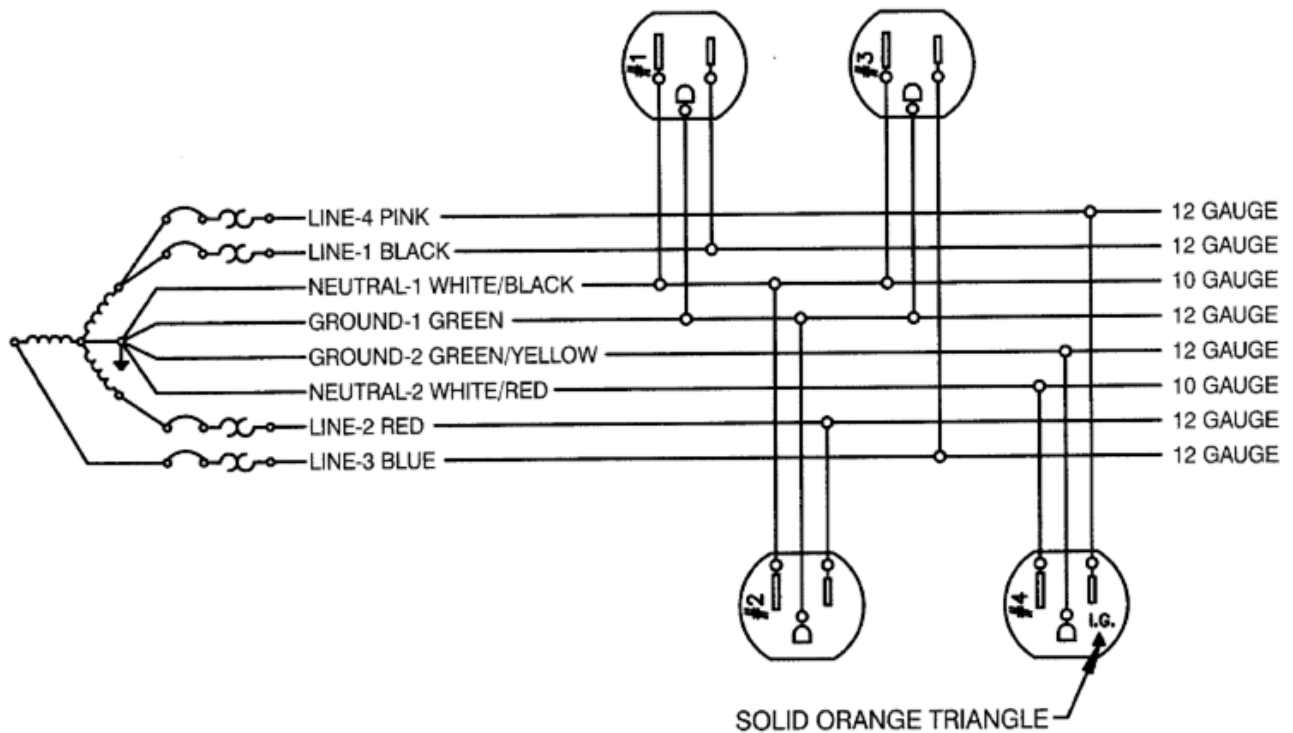 #1
#3
LINE-4 PINK
12 GAUGE
LINE-1 BLACK
12 GAUGE
NEUTRAL-1 WHITE/BLACK
10 GAUGE
GROUND-1 GREEN
12 GAUGE
GROUND-2 GREEN/YELLOW
12 GAUGE
NEUTRAL-2 WHITE/RED
10 GAUGE
LINE-2 RED
12 GAUGE
LINE-3 BLUE
12 GAUGE
#2
#4
I.G.
SOLID ORANGE TRIANGLE